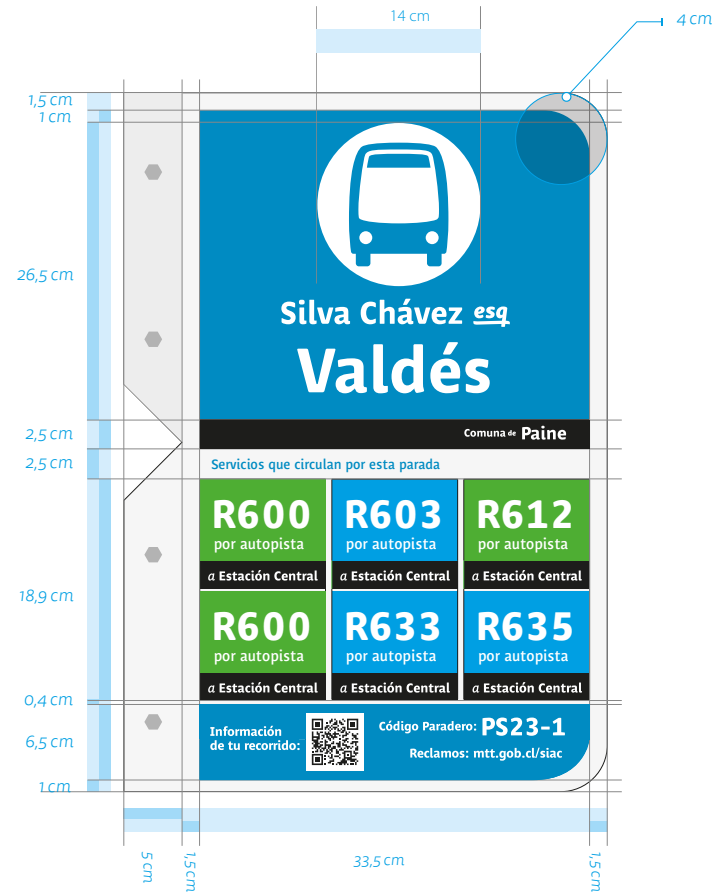 14 cm
4 cm
1,5 cm
1 cm
26,5 cm
Silva Chávez esq
Valdés
2,5 cm
Comuna de Paine
2,5 cm
Servicios que circulan por esta parada
R600
por autopista
a Estación Central
R603
por autopista
a Estación Central
R612
por autopista
a Estación Central
18,9 cm
R600
por autopista
a Estación Central
R633
por autopista
a Estación Central
R635
por autopista
a Estación Central
0,4 cm
6,5 cm
Información
de tu recorrido:
Código Paradero: PS23-1
Reclamos: mtt.gob.cl/siac
1 cm
5 cm
1,5 cm
33,5 cm
1,5 cm